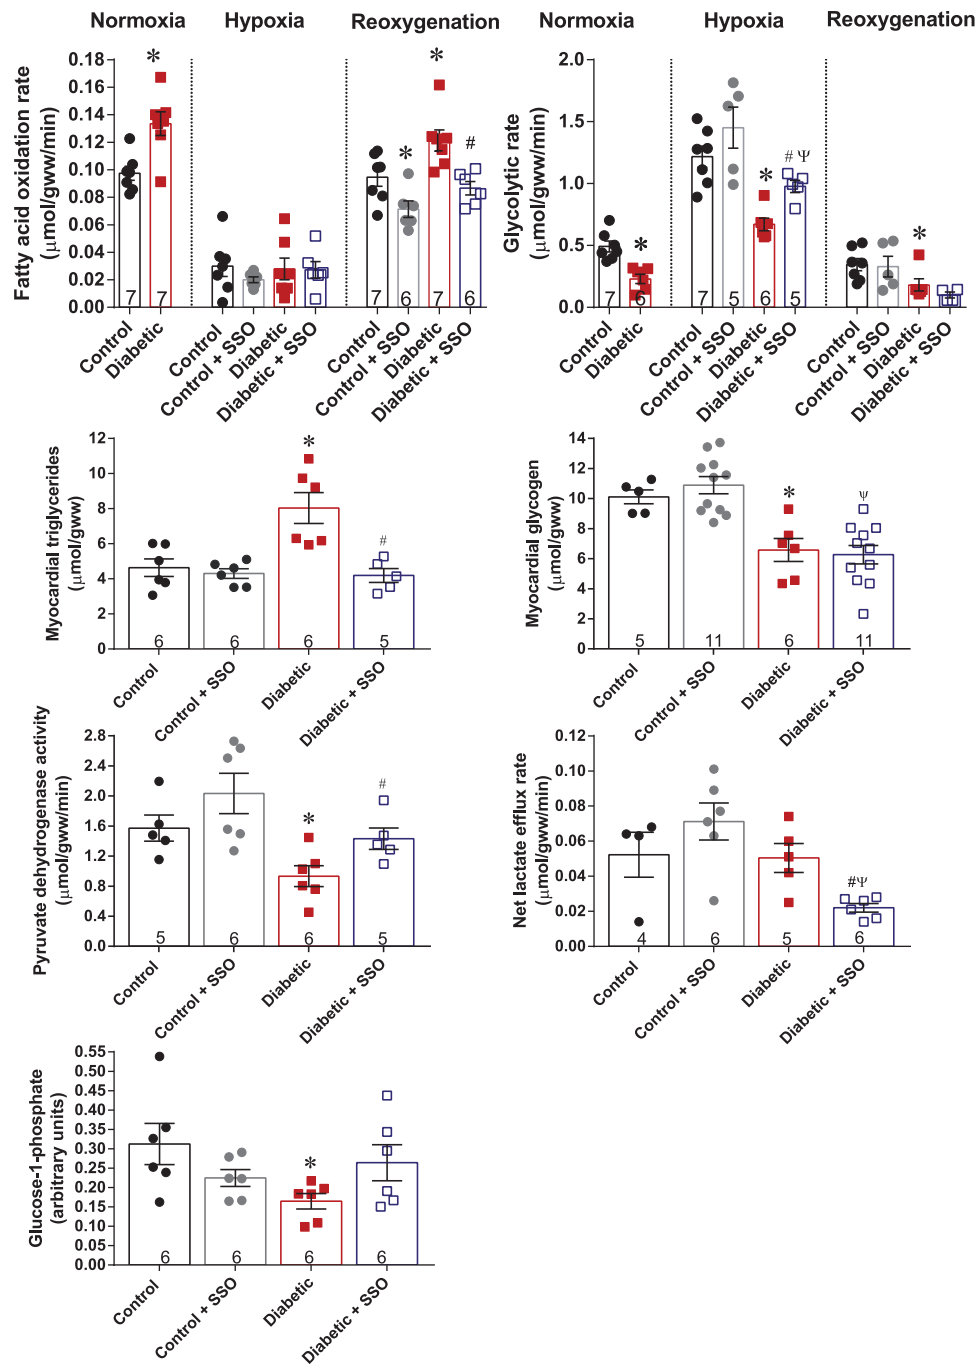 Normoxia Hypoxia Reoxygenation
Fatty acid oxidation rate
(µmol/gww/min)
0.18
0.16
0.14
0.12
0.10
0.08
0.06
0.04
0.02
0.00
* * * #
7 7 7 6 7 6
Control
Diabetic
Control
Control + SSO
Diabetic
Diabetic + SSO
Control
Control + SSO
Diabetic
Diabetic + SSO
Normoxia Hypoxia Reoxygenation
Glycolytic rate
(µmol/gww/min)
2.0
1.5
1.0
0.5
0.0
* * # Ψ *
7 6 7 5 6 5
Control
Diabetic
Control
Control + SSO
Diabetic
Diabetic + SSO
Control
Control + SSO
Diabetic
Diabetic + SSO
Myocardial triglycerides
(µmol/gww)
12
10
8
6
4
2
0
* #
6 6 6 5
Control
Control + SSO
Diabetic
Diabetic + SSO
Myocardial glycogen
(µmol/gww)
14
12
10
8
6
4
2
0
* Ψ
5 11 6 11
Control
Control + SSO
Diabetic
Diabetic + SSO
Pyruvate dehydrogenase activity
(µmol/gww/min)
2.8
2.4
2.0
1.6
1.2
0.8
0.4
0.0
* #
5 6 6 5
Control
Control + SSO
Diabetic
Diabetic + SSO
Net lactate efflux rate
(µmol/gww/min)
0.12
0.10
0.08
0.06
0.04
0.02
0.00
#Ψ
4 6 5 6
Control
Control + SSO
Diabetic
Diabetic + SSO
Glucose-1-phosphate
(arbitrary units)
0.55
0.50
0.45
0.40
0.35
0.30
0.25
0.20
0.15
0.10
0.05
0.00
*
6 6 6 6
Control
Control + SSO
Diabetic
Diabetic + SSO